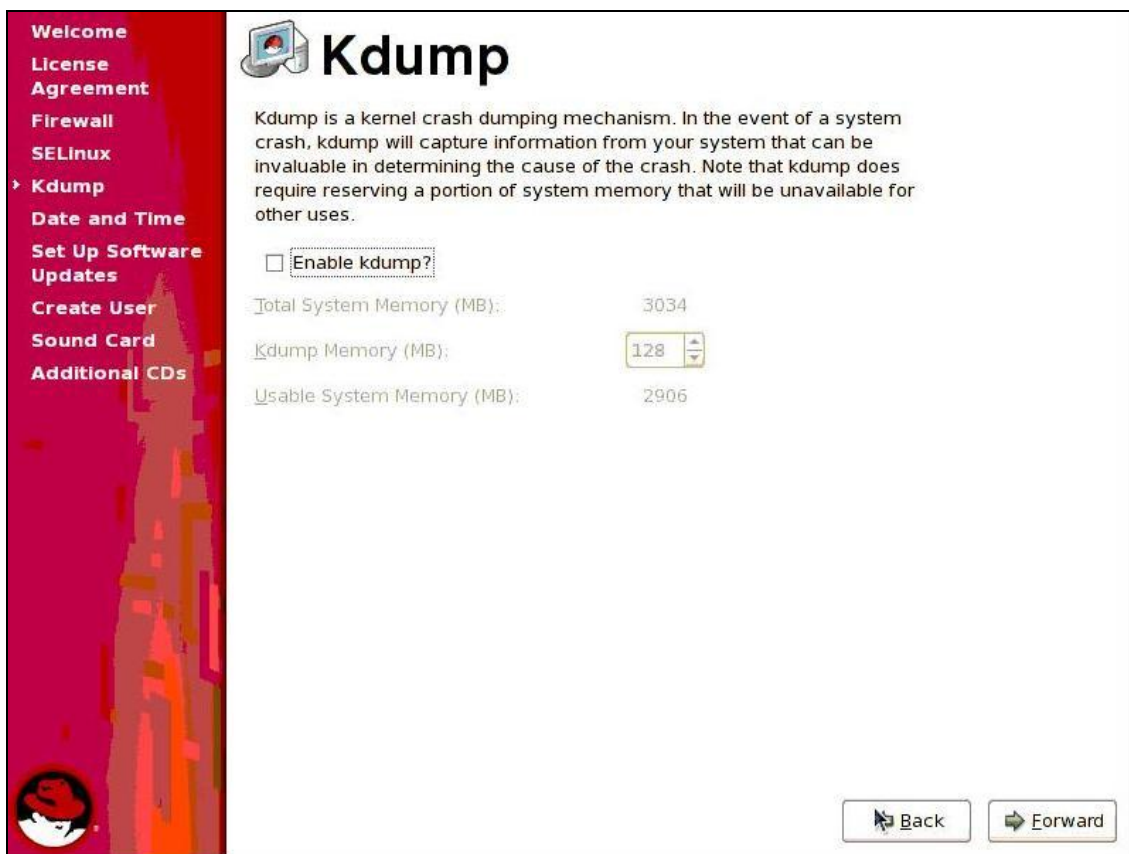 Welcome
License
Agreement
Firewall
SELinux
Kdump
Date and Time
Set Up Software
Updates
Create User
Sound Card
Additional CDs
Kdump
Kdump is a kernel crash dumping mechanism. In the event of a system
crash, kdump will capture information from your system that can be
invaluable in determining the cause of the crash. Note that kdump does
require reserving a portion of system memory that will be unavailable for
other uses.
Enable kdump?
Total System Memory (MB): 3034
Kdump Memory (MB): 128
Usable System Memory (MB): 2906
Back Forward